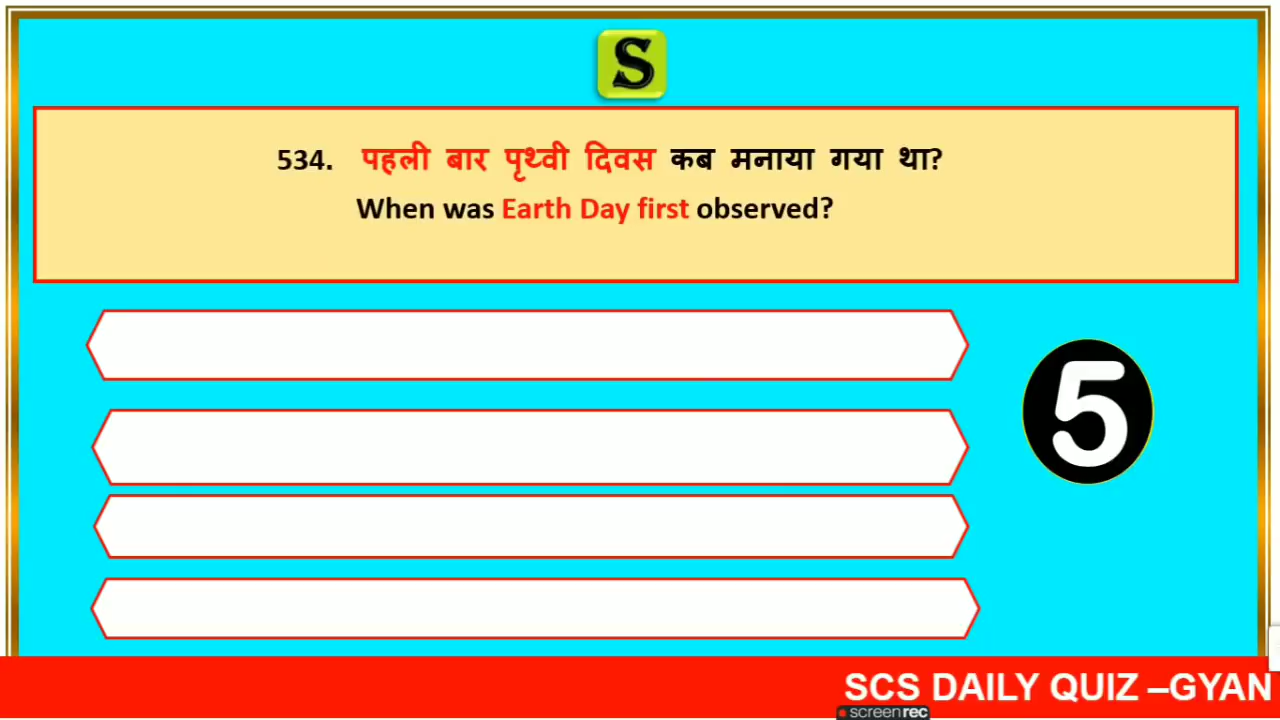 S
534. पहली बार पृथ्वी दिवस कब मनाया गया था?
When was Earth Day first observed?
5
SCS DAILY QUIZ –GYAN
screenrec